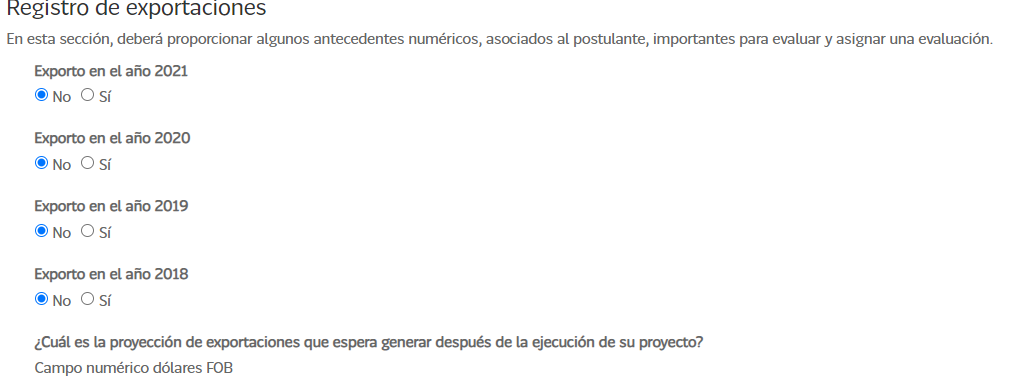 Registro de exportaciones
En esta sección, deberá proporcionar algunos antecedentes numéricos, asociados al postulante, importantes para evaluar y asignar una evaluación.
Exporto en el año 2021
No Sí
Exporto en el año 2020
No Sí
Exporto en el año 2019
No Sí
Exporto en el año 2018
No Sí
¿Cuál es la proyección de exportaciones que espera generar después de la ejecución de su proyecto?
Campo numérico dólares FOB